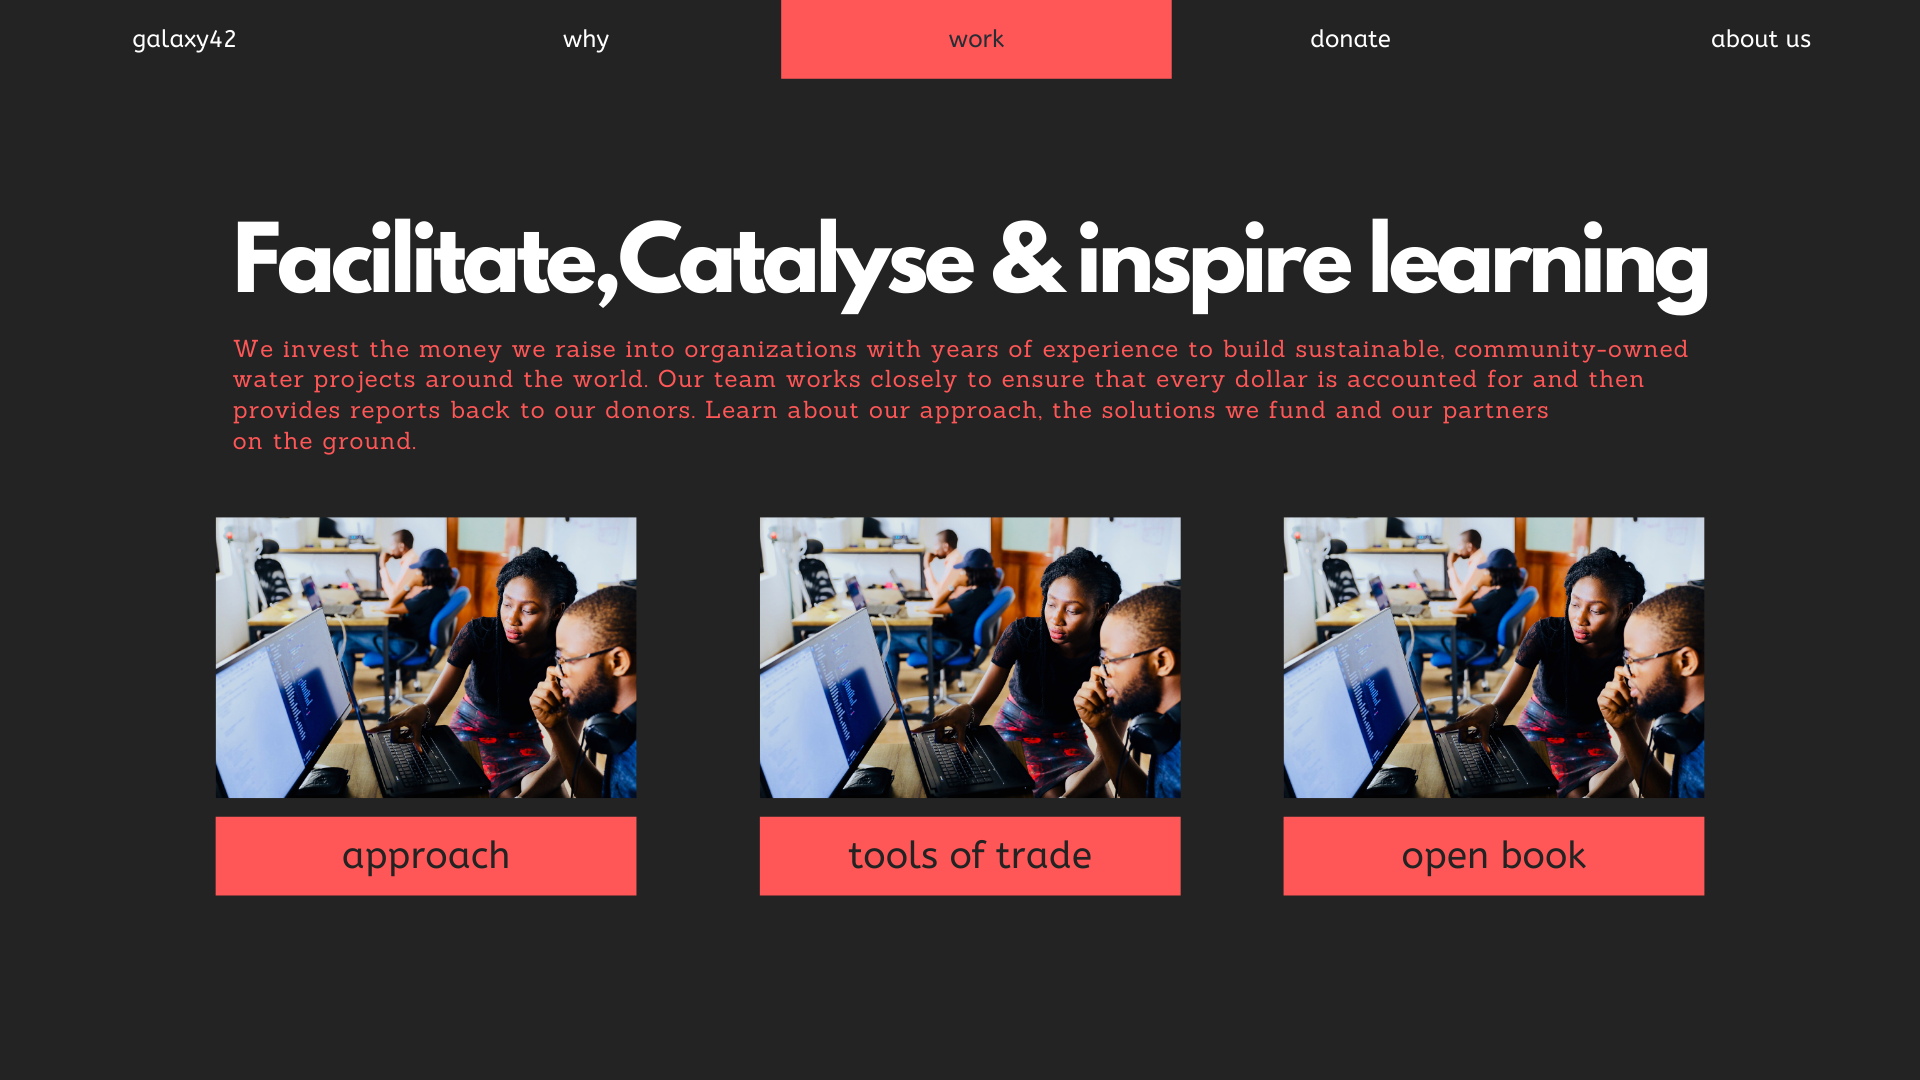 galaxy42
why
work
donate
about us
Facilitate,Catalyse & inspire learning
We invest the money we raise into organizations with years of experience to build sustainable, community-owned
water projects around the world. Our team works closely to ensure that every dollar is accounted for and then
provides reports back to our donors. Learn about our approach, the solutions we fund and our partners
on the ground.
approach
tools of trade
open book